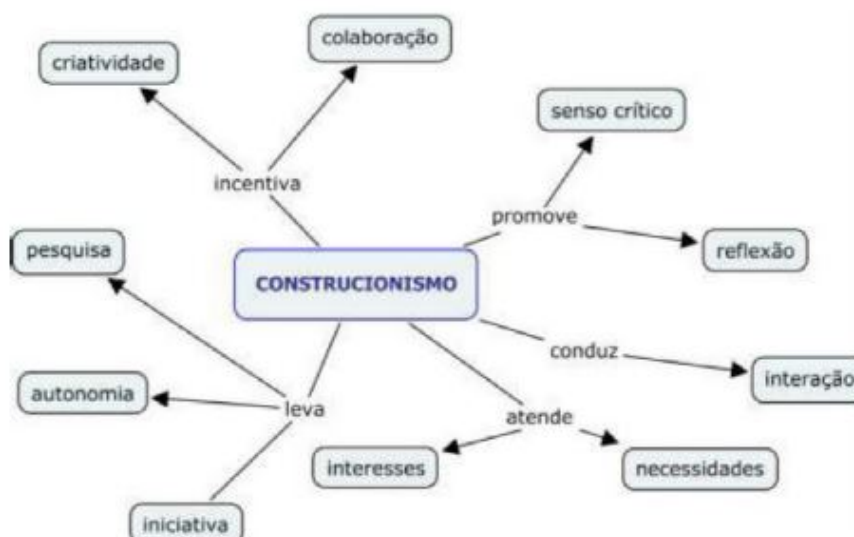 colaboração
criatividade
senso crítico
incentiva
promove
pesquisa
reflexão
CONSTRUCIONISMO
conduz
interação
autonomia
leva
atende
interesses
necessidades
iniciativa